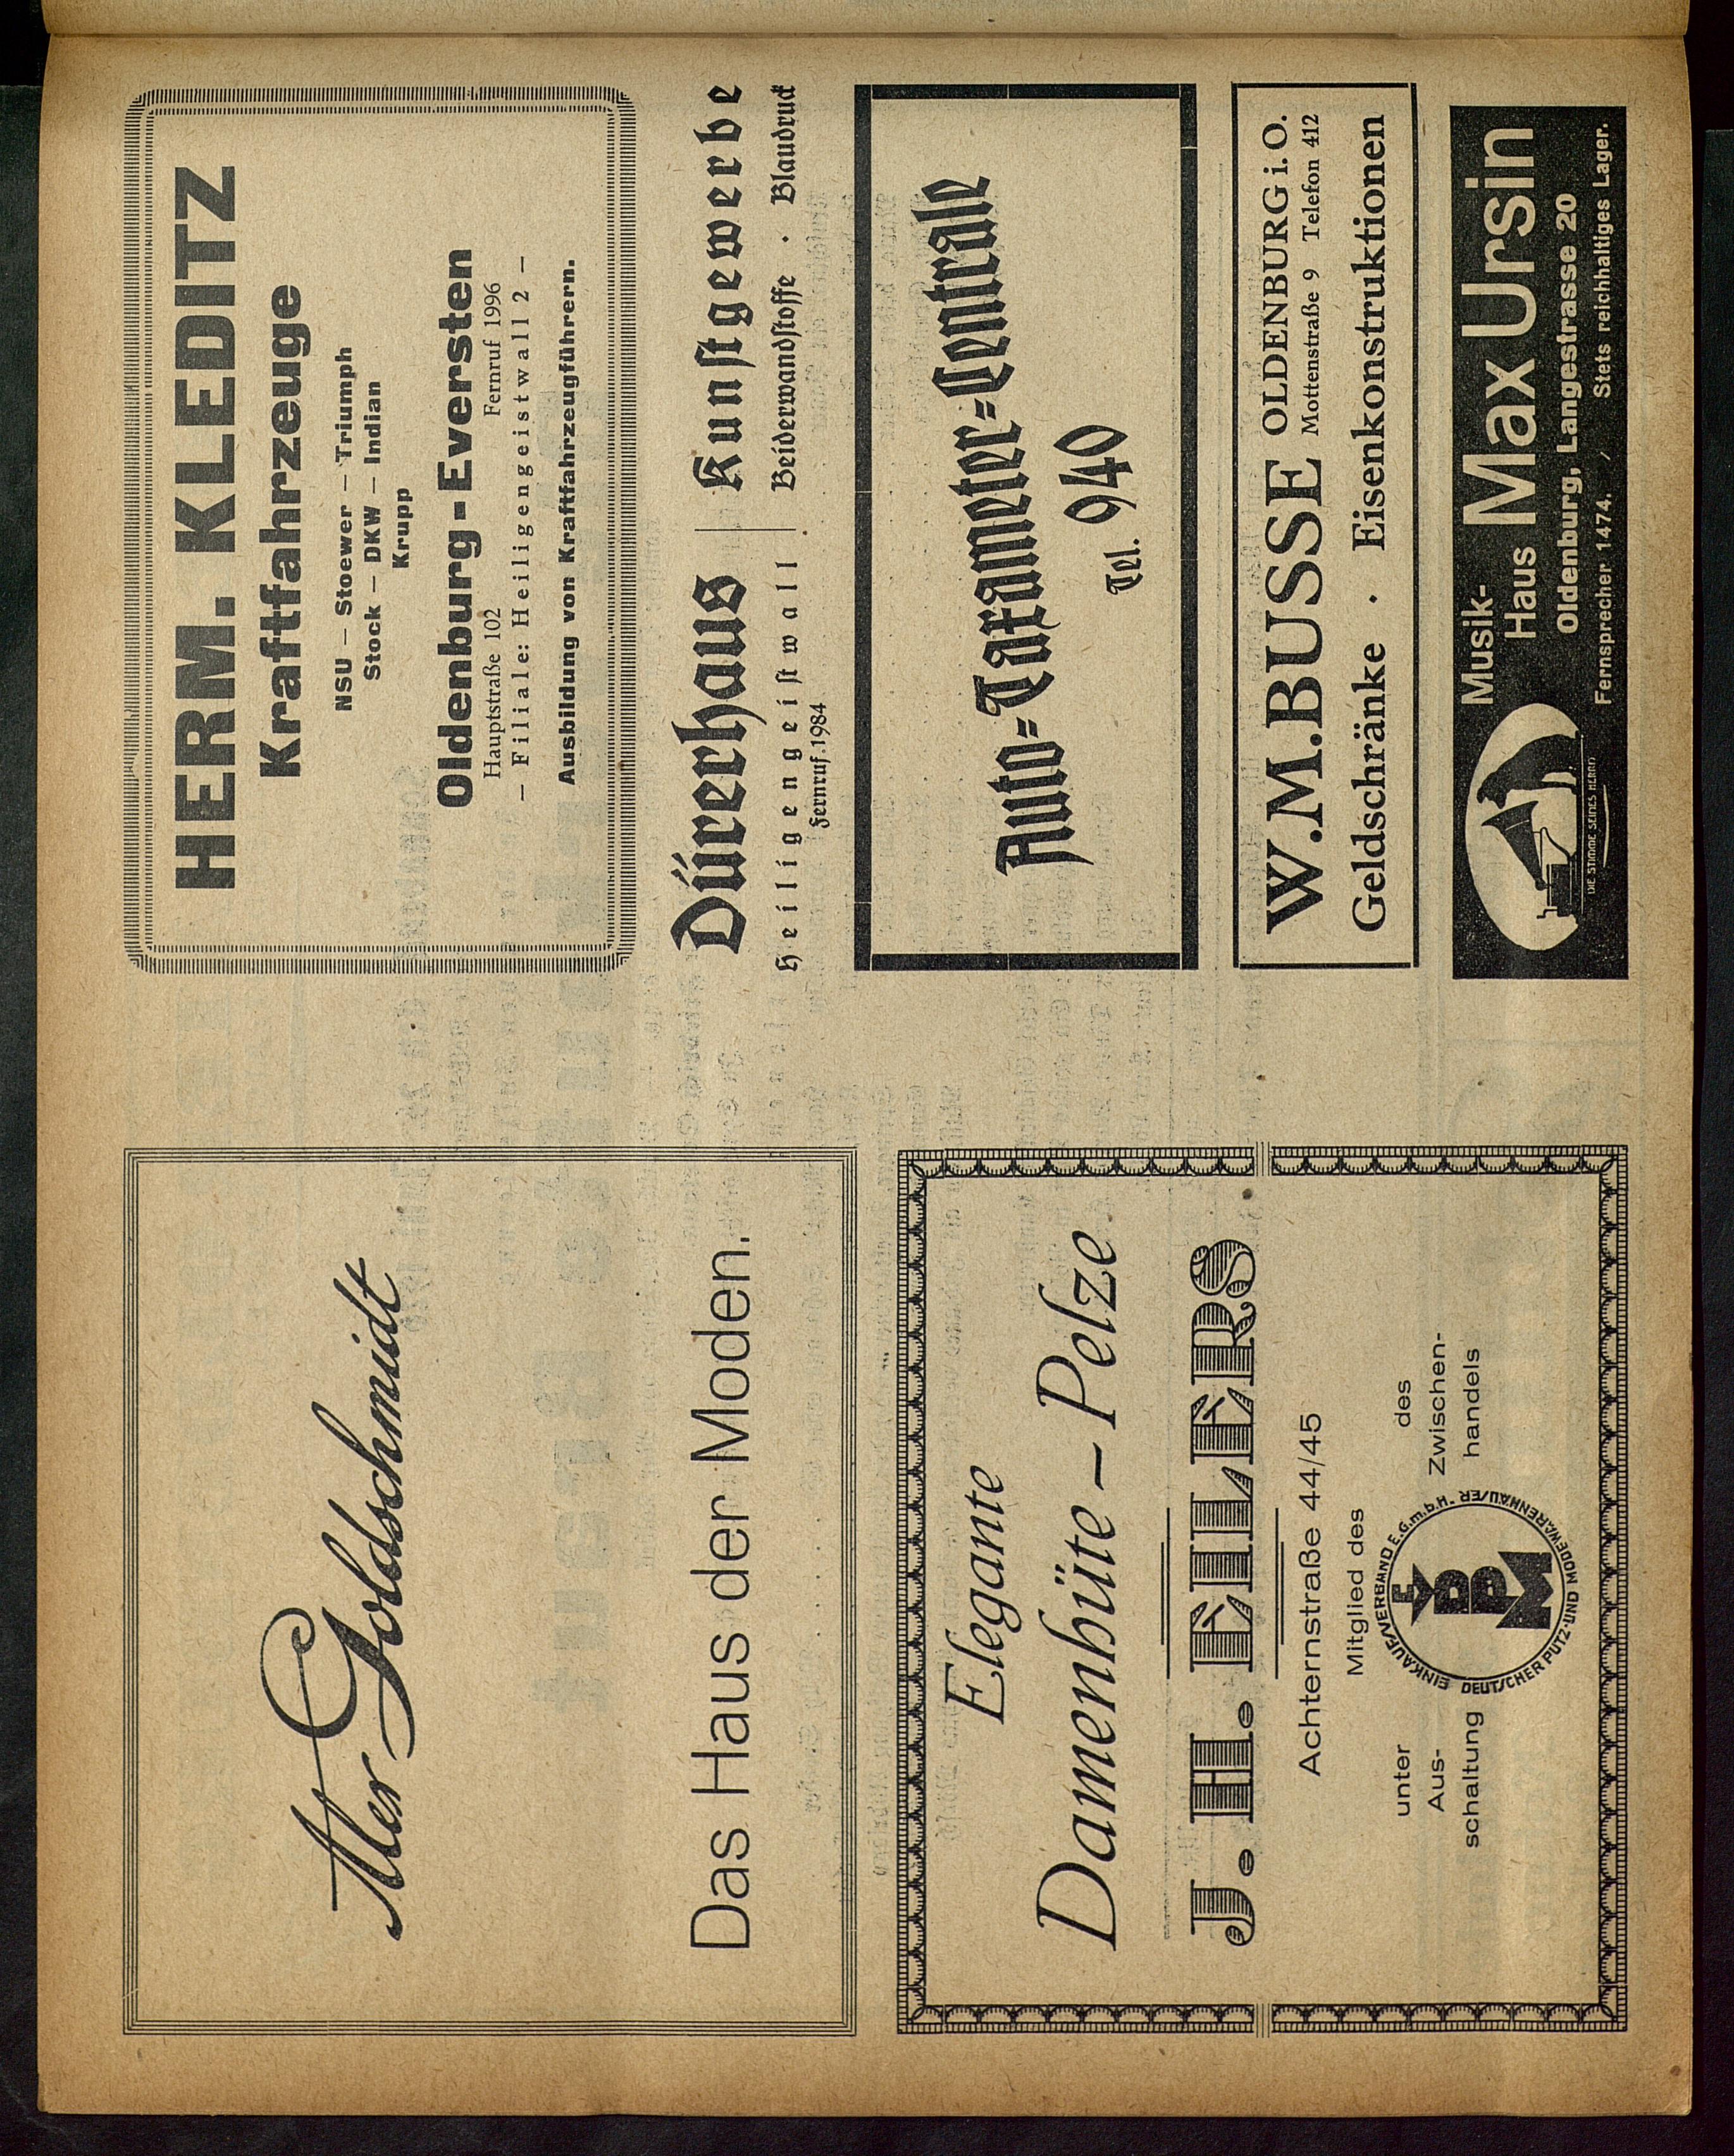 Alex Goldschmidt
Das Haus der Moden.
Elegante
Damenhüte – Pelze
J. H. EILERS
Achternstraße 44/45
Mitglied des
EINKAUFSVERBAND E.G.m.b.H.
DEUTSCHER PUTZ- UND MODEWARENHÄUSER
EV
DPM
unter
Aus-
schaltung
des
Zwischen-
handels
HERM. KLEDITZ
Kraftfahrzeuge
NSU – Stoewer – Triumph
Stock – DKW – Indian
Krupp
Oldenburg - Eversten
Hauptstraße 102 Fernruf 1996
— Filiale: Heiligengeistwall 2 —
Ausbildung von Kraftfahrzeugführern.
Dürerhaus
Heiligengeistwall
Fernruf 1984
Kunstgewerbe
Beiderwandstoffe · Blaudruck
Auto-Taxameter-Centrale
Tel. 940
W.M.BUSSE OLDENBURG i. O.
Mottenstraße 9 Telefon 412
Geldschränke · Eisenkonstruktionen
DIE STIMME SEINES HERRN
Musik-
Haus Max Ursin
Oldenburg, Langestrasse 20
Fernsprecher 1474. / Stets reichhaltiges Lager.